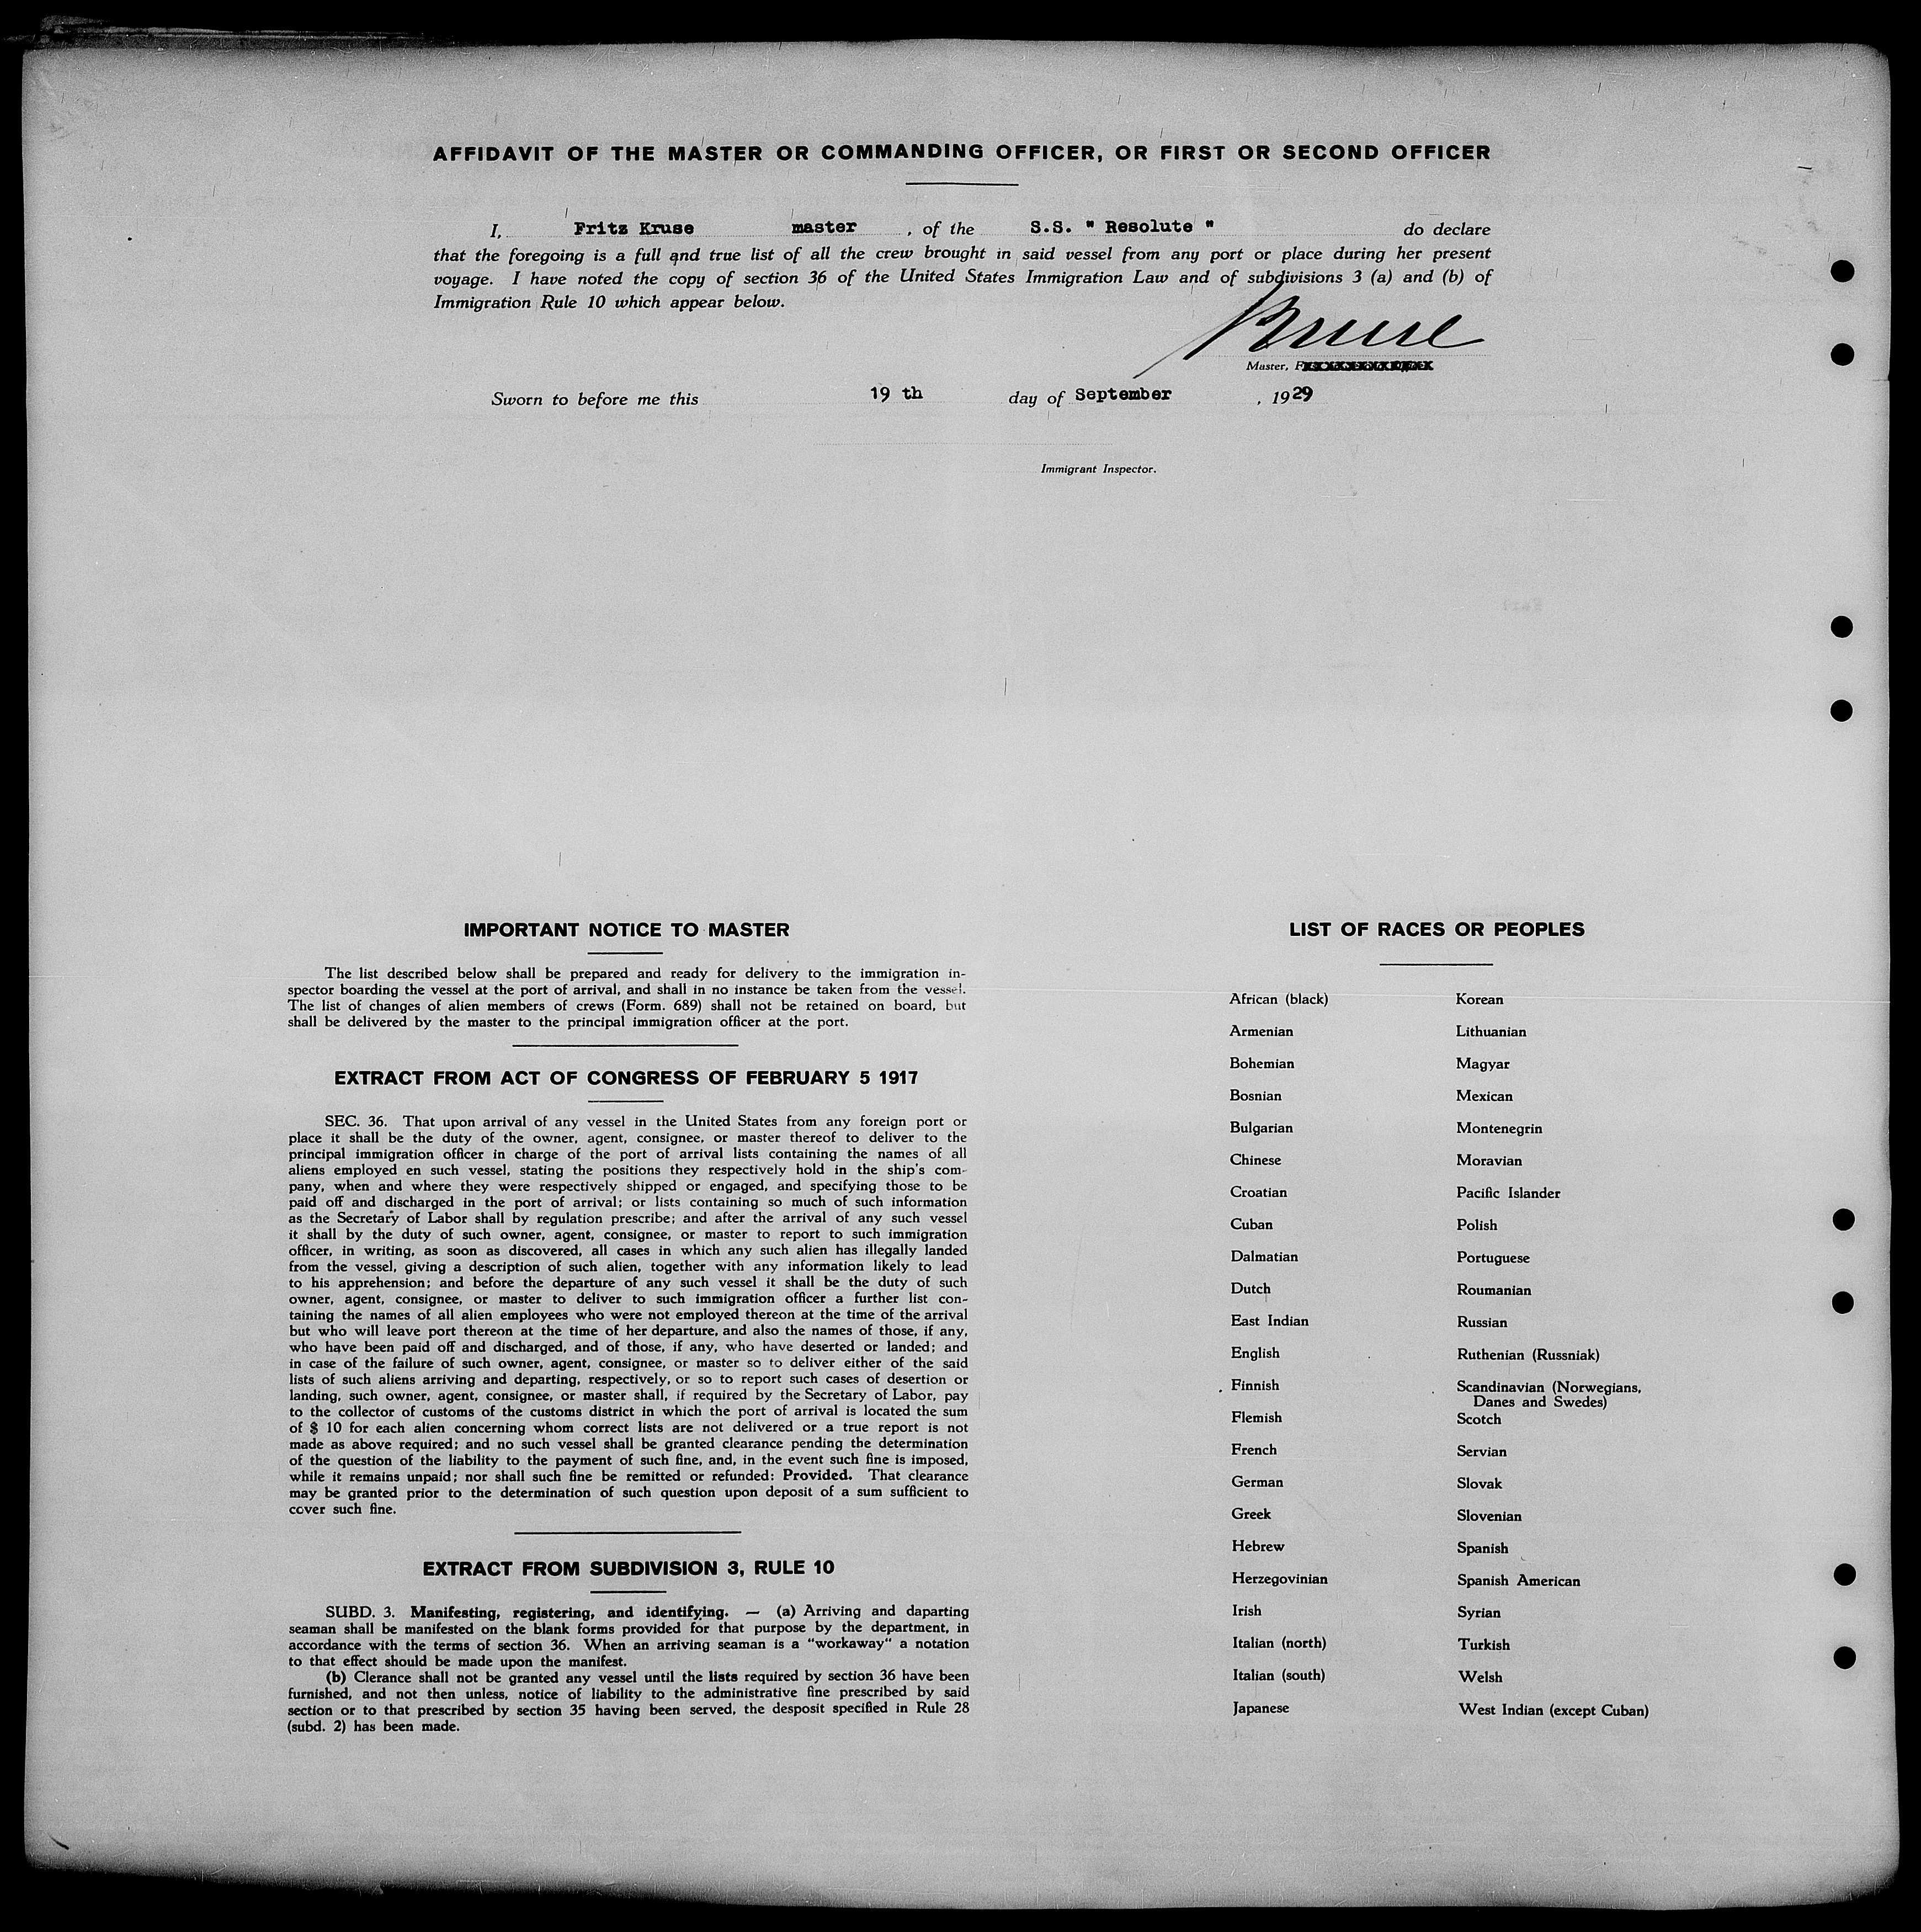 AFFIDAVIT OF THE MASTER OR COMMANDING OFFICER, OR FIRST OR SECOND OFFICER
I, Fritz Kruse master , of the S.S. " Resolute " do declare
that the foregoing is a full and true list of all the crew brought in said vessel from any port or place during her present
voyage. I have noted the copy of section 36 of the United States Immigration Law and of subdivisions 3 (a) and (b) of
Immigration Rule 10 which appear below.
Kruse
Master,
Sworn to before me this 19 th day of September , 1929
Immigrant Inspector.
IMPORTANT NOTICE TO MASTER
The list described below shall be prepared and ready for delivery to the immigration in-
spector boarding the vessel at the port of arrival, and shall in no instance be taken from the vessel.
The list of changes of alien members of crews (Form. 689) shall not be retained on board, but
shall be delivered by the master to the principal immigration officer at the port.
EXTRACT FROM ACT OF CONGRESS OF FEBRUARY 5 1917
SEC. 36. That upon arrival of any vessel in the United States from any foreign port or
place it shall be the duty of the owner, agent, consignee, or master thereof to deliver to the
principal immigration officer in charge of the port of arrival lists containing the names of all
aliens employed en such vessel, stating the positions they respectively hold in the ship's com-
pany, when and where they were respectively shipped or engaged, and specifying those to be
paid off and discharged in the port of arrival; or lists containing so much of such information
as the Secretary of Labor shall by regulation prescribe; and after the arrival of any such vessel
it shall by the duty of such owner, agent, consignee, or master to report to such immigration
officer, in writing, as soon as discovered, all cases in which any such alien has illegally landed
from the vessel, giving a description of such alien, together with any information likely to lead
to his apprehension; and before the departure of any such vessel it shall be the duty of such
owner, agent, consignee, or master to deliver to such immigration officer a further list con-
taining the names of all alien employees who were not employed thereon at the time of the arrival
but who will leave port thereon at the time of her departure, and also the names of those, if any,
who have been paid off and discharged, and of those, if any, who have deserted or landed; and
in case of the failure of such owner, agent, consignee, or master so to deliver either of the said
lists of such aliens arriving and departing, respectively, or so to report such cases of desertion or
landing, such owner, agent, consignee, or master shall, if required by the Secretary of Labor, pay
to the collector of customs of the customs district in which the port of arrival is located the sum
of $ 10 for each alien concerning whom correct lists are not delivered or a true report is not
made as above required; and no such vessel shall be granted clearance pending the determination
of the question of the liability to the payment of such fine, and, in the event such fine is imposed,
while it remains unpaid; nor shall such fine be remitted or refunded: Provided. That clearance
may be granted prior to the determination of such question upon deposit of a sum sufficient to
cover such fine.
EXTRACT FROM SUBDIVISION 3, RULE 10
SUBD. 3. Manifesting, registering, and identifying. — (a) Arriving and daparting
seaman shall be manifested on the blank forms provided for that purpose by the department, in
accordance with the terms of section 36. When an arriving seaman is a "workaway" a notation
to that effect should be made upon the manifest.
(b) Clerance shall not be granted any vessel until the lists required by section 36 have been
furnished, and not then unless, notice of liability to the administrative fine prescribed by said
section or to that prescribed by section 35 having been served, the desposit specified in Rule 28
(subd. 2) has been made.
LIST OF RACES OR PEOPLES
African (black)
Armenian
Bohemian
Bosnian
Bulgarian
Chinese
Croatian
Cuban
Dalmatian
Dutch
East Indian
English
Finnish
Flemish
French
German
Greek
Hebrew
Herzegovinian
Irish
Italian (north)
Italian (south)
Japanese
Korean
Lithuanian
Magyar
Mexican
Montenegrin
Moravian
Pacific Islander
Polish
Portuguese
Roumanian
Russian
Ruthenian (Russniak)
Scandinavian (Norwegians,
Danes and Swedes)
Scotch
Servian
Slovak
Slovenian
Spanish
Spanish American
Syrian
Turkish
Welsh
West Indian (except Cuban)